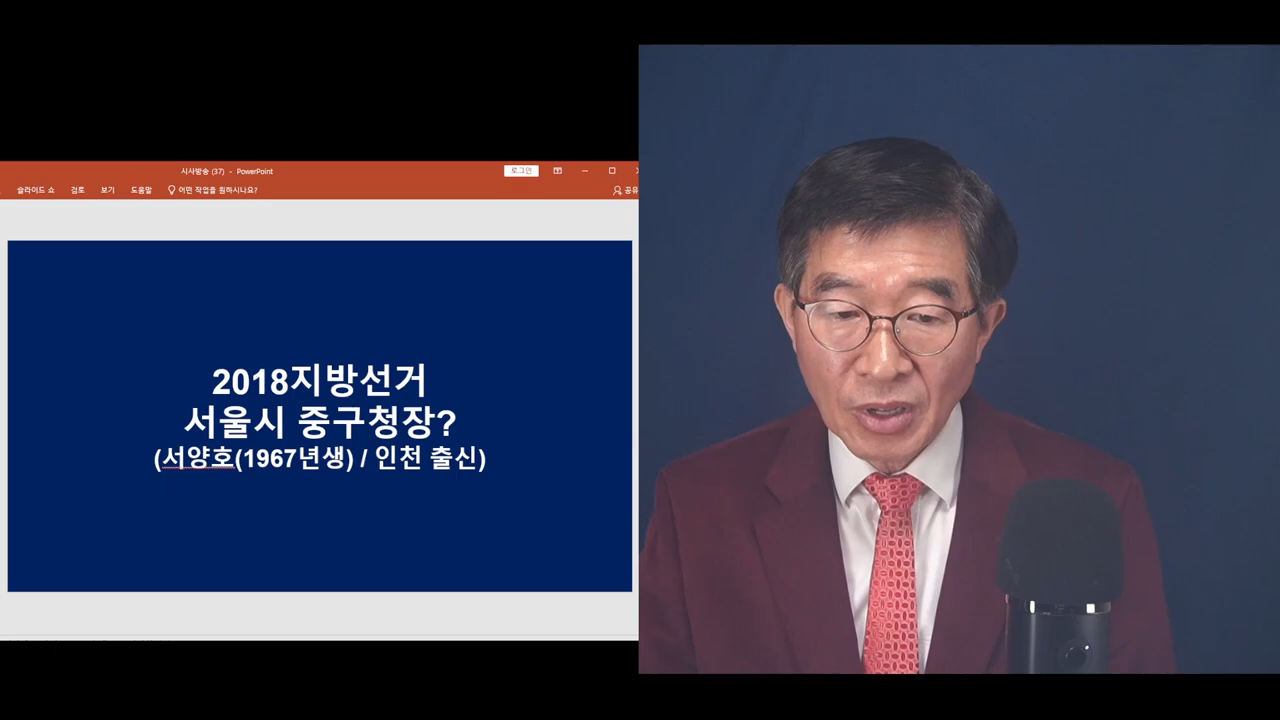 시사방송 (37) - PowerPoint
로그인
슬라이드 쇼 검토 보기 도움말 어떤 작업을 원하시나요?
공유
2018지방선거
서울시 중구청장?
(서양호(1967년생) / 인천 출신)